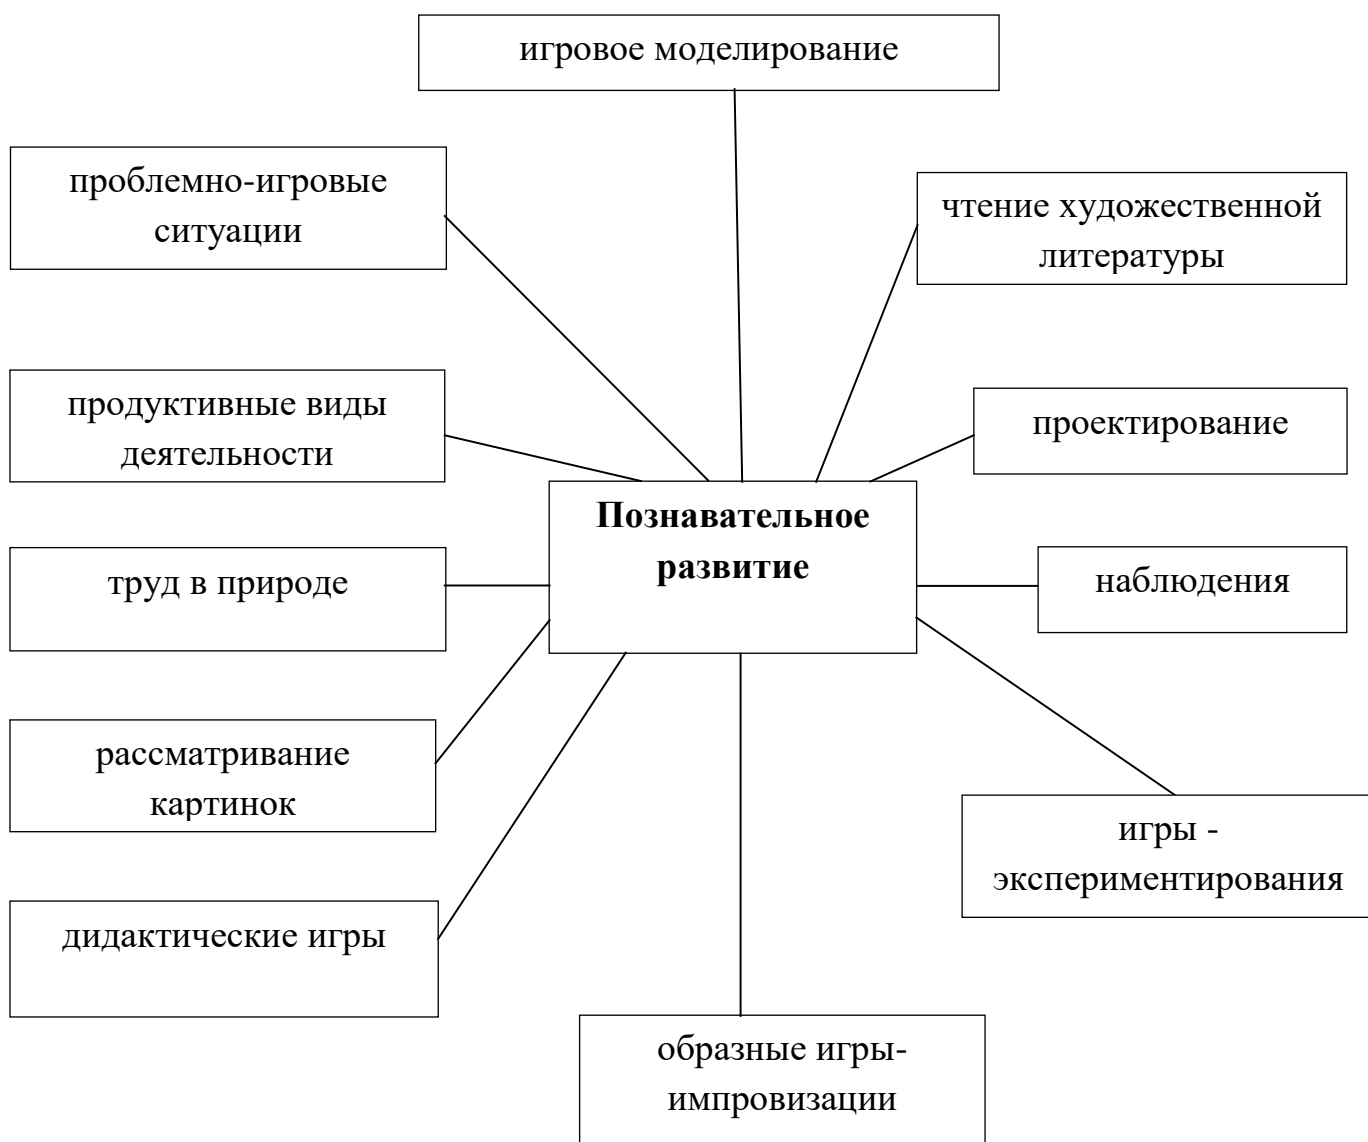 игровое моделирование
проблемно-игровые
ситуации
чтение художественной
литературы
продуктивные виды
деятельности
проектирование
Познавательное
развитие
труд в природе
наблюдения
рассматривание
картинок
игры -
экспериментирования
дидактические игры
образные игры-
импровизации